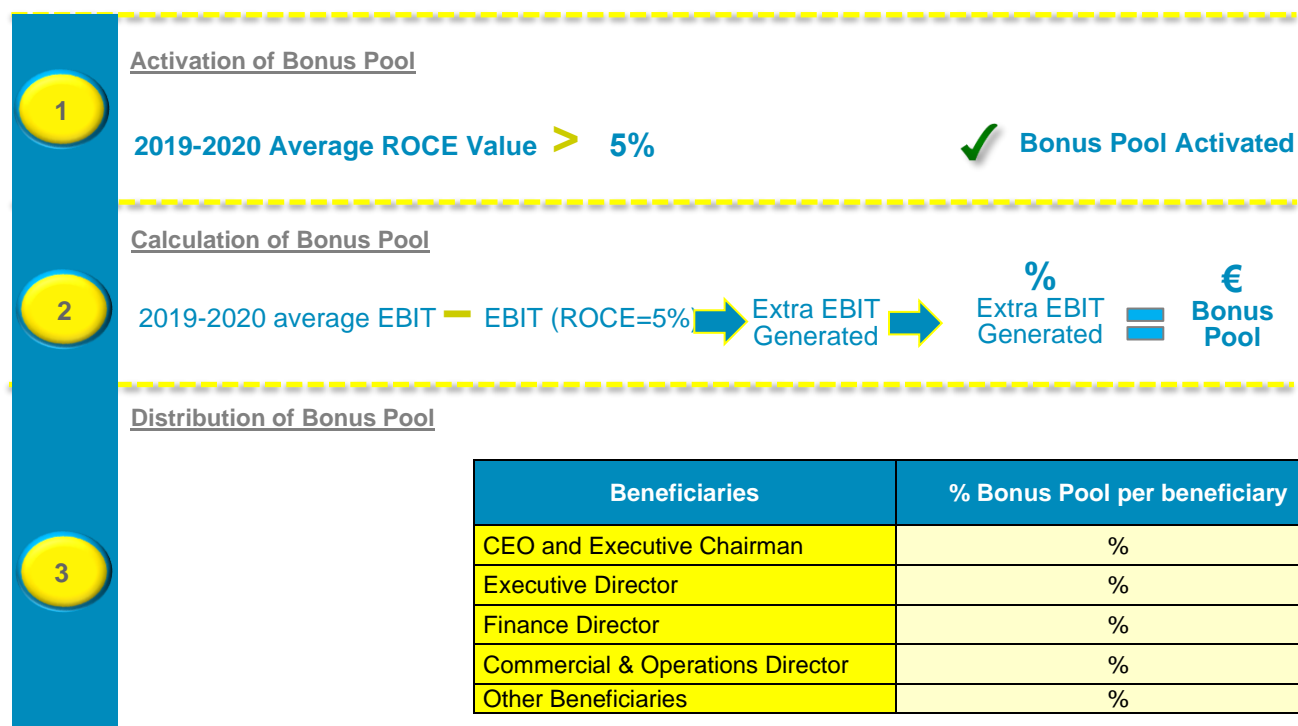 Activation of Bonus Pool
1
2019-2020 Average ROCE Value > 5%
Bonus Pool Activated
Calculation of Bonus Pool
2
2019-2020 average EBIT − EBIT (ROCE=5%)
Extra EBIT
Generated
%
Extra EBIT
Generated
=
€
Bonus
Pool
Distribution of Bonus Pool
3
Beneficiaries % Bonus Pool per beneficiary
CEO and Executive Chairman %
Executive Director %
Finance Director %
Commercial & Operations Director %
Other Beneficiaries %